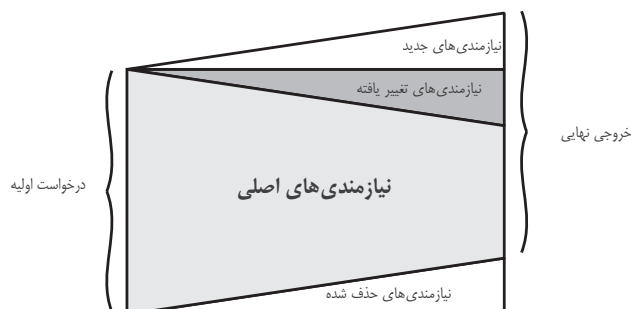 نیازمندی‌های جدید
نیازمندی‌های تغییر یافته
خروجی نهایی
نیازمندی‌های اصلی
درخواست اولیه
نیازمندی‌های حذف شده